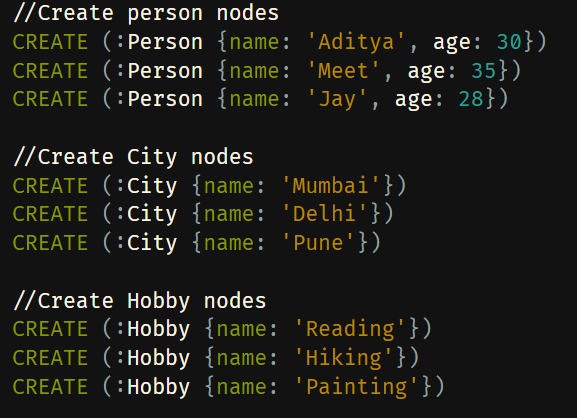 //Create person nodes
CREATE (:Person {name: 'Aditya', age: 30})
CREATE (:Person {name: 'Meet', age: 35})
CREATE (:Person {name: 'Jay', age: 28})
//Create City nodes
CREATE (:City {name: 'Mumbai'})
CREATE (:City {name: 'Delhi'})
CREATE (:City {name: 'Pune'})
//Create Hobby nodes
CREATE (:Hobby {name: 'Reading'})
CREATE (:Hobby {name: 'Hiking'})
CREATE (:Hobby {name: 'Painting'})